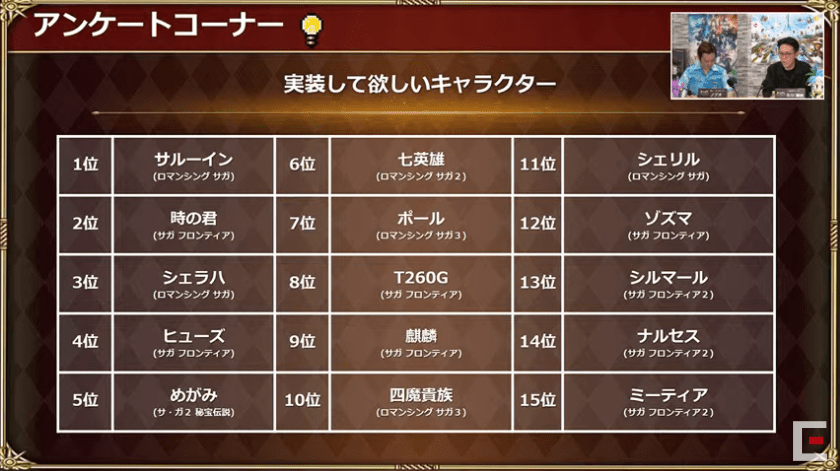 アンケートコーナー
実装して欲しいキャラクター
1位
サルーイン
(ロマンシング サガ)
6位
七英雄
(ロマンシング サガ2)
11位
シェリル
(ロマンシング サガ)
2位
時の君
(サガ フロンティア)
7位
ポール
(ロマンシング サガ3)
12位
ゾズマ
(サガ フロンティア)
3位
シェラハ
(ロマンシング サガ)
8位
T260G
(サガ フロンティア)
13位
シルマール
(サガ フロンティア2)
4位
ヒューズ
(サガ フロンティア)
9位
麒麟
(サガ フロンティア)
14位
ナルセス
(サガ フロンティア2)
5位
めがみ
(サ・ガ2 秘宝伝説)
10位
四魔貴族
(ロマンシング サガ3)
15位
ミーティア
(サガ フロンティア2)